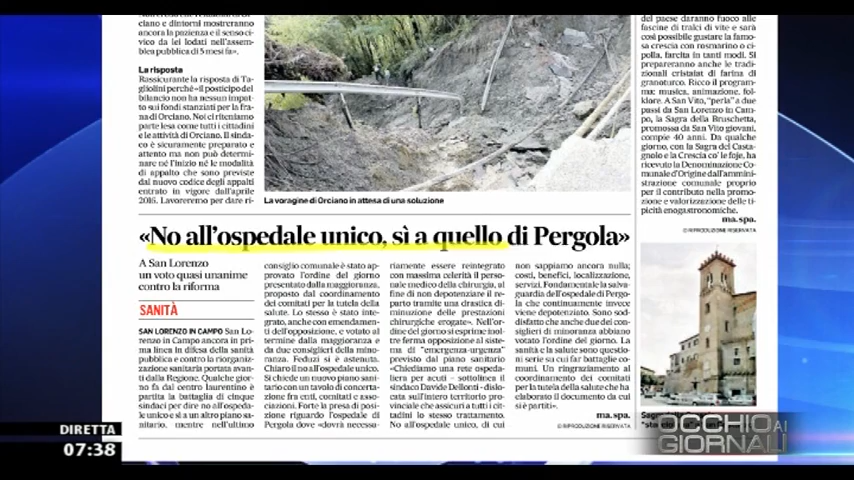 ciano e dintorni mostreranno
ancora la pazienza e il senso ci-
vico da lei lodati nell'assem-
blea pubblica di 5 mesi fa».
La risposta
Rassicurante la risposta di Ta-
gliolini perché «il posticipo del
bilancio non ha nessun impat-
to sui fondi stanziati per la fra-
na di Orciano. Noi ci riteniamo
parte lesa come tutti i cittadini
e le attività di Orciano. Il sinda-
co è sicuramente preparato e
attento ma non può determi-
nare né l'inizio né le modalità
di appalto che sono previste
dal nuovo codice degli appalti
entrato in vigore dall'aprile
2016. Lavoreremo per dare ri-
La voragine di Orciano in attesa di una soluzione
del paese daranno fuoco alle
fascine di tralci di vite e sarà
così possibile gustare la famo-
sa crescia con rosmarino o ci-
polla, farcita in tanti modi. Si
prepareranno anche le tradi-
zionali cristalat di farina di
granoturco. Ricco il program-
ma: musica, animazione, fol-
klore. A San Vito, "perla" a due
passi da San Lorenzo in Cam-
po, la Sagra della Bruschetta,
promossa da San Vito giovani,
compie 40 anni. Da qualche
giorno, con la Sagra del Casta-
gnolo e la Crescia co' le foje, ha
ricevuto la Denominazione Co-
munale d'Origine dall'ammini-
strazione comunale proprio
per il contributo nella promo-
zione e valorizzazione delle ti-
picità enogastronomiche.
ma.spa.
© RIPRODUZIONE RISERVATA
«No all'ospedale unico, sì a quello di Pergola»
A San Lorenzo
un voto quasi unanime
contro la riforma
SANITÀ
SAN LORENZO IN CAMPO San Lo-
renzo in Campo ancora in pri-
ma linea in difesa della sanità
pubblica e contro la riorganiz-
zazione sanitaria portata avan-
ti dalla Regione. Qualche gior-
no fa dal centro laurentino è
partita la battaglia di cinque
sindaci per dire no all'ospeda-
le unico e sì a un altro piano sa-
nitario, mentre nell'ultimo
consiglio comunale è stato ap-
provato l'ordine del giorno
presentato dalla maggioranza,
proposto dal coordinamento
dei comitati per la tutela della
salute. Lo stesso è stato inte-
grato, anche con emendamen-
ti dell'opposizione, e votato al
termine dalla maggioranza e
da due consiglieri della mino-
ranza. Feduzi si è astenuta.
Chiaro il no all'ospedale unico.
Si chiede un nuovo piano sani-
tario con un tavolo di concerta-
zione fra enti, comitati e asso-
ciazioni. Forte la presa di posi-
zione riguardo l'ospedale di
Pergola dove «dovrà necessa-
riamente essere reintegrato
con massima celerità il perso-
nale medico della chirurgia, al
fine di non depotenziare il re-
parto tramite una drastica di-
minuzione delle prestazioni
chirurgiche erogate». Nell'or-
dine del giorno si esprime inol-
tre ferma opposizione al siste-
ma di "emergenza-urgenza"
previsto dal piano sanitario
«Chiediamo una rete ospeda-
liera per acuti – sottolinea il
sindaco Davide Dellonti - dislo-
cata sull'intero territorio pro-
vinciale che assicuri a tutti i cit-
tadini lo stesso trattamento.
No all'ospedale unico, di cui
non sappiamo ancora nulla:
costi, benefici, localizzazione,
servizi. Fondamentale la salva-
guardia dell'ospedale di Pergo-
la che continuamente invece
viene depotenziato. Sono sod-
disfatto che anche due dei con-
siglieri di minoranza abbiano
votato l'ordine del giorno. La
sanità e la salute sono questio-
ni serie su cui far battaglie co-
muni. Un ringraziamento al
coordinamento dei comitati
per la tutela della salute che ha
elaborato il documento da cui
si è partiti».
ma.spa.
© RIPRODUZIONE RISERVATA
DIRETTA
07:38
OCCHIO AI
GIORNALI